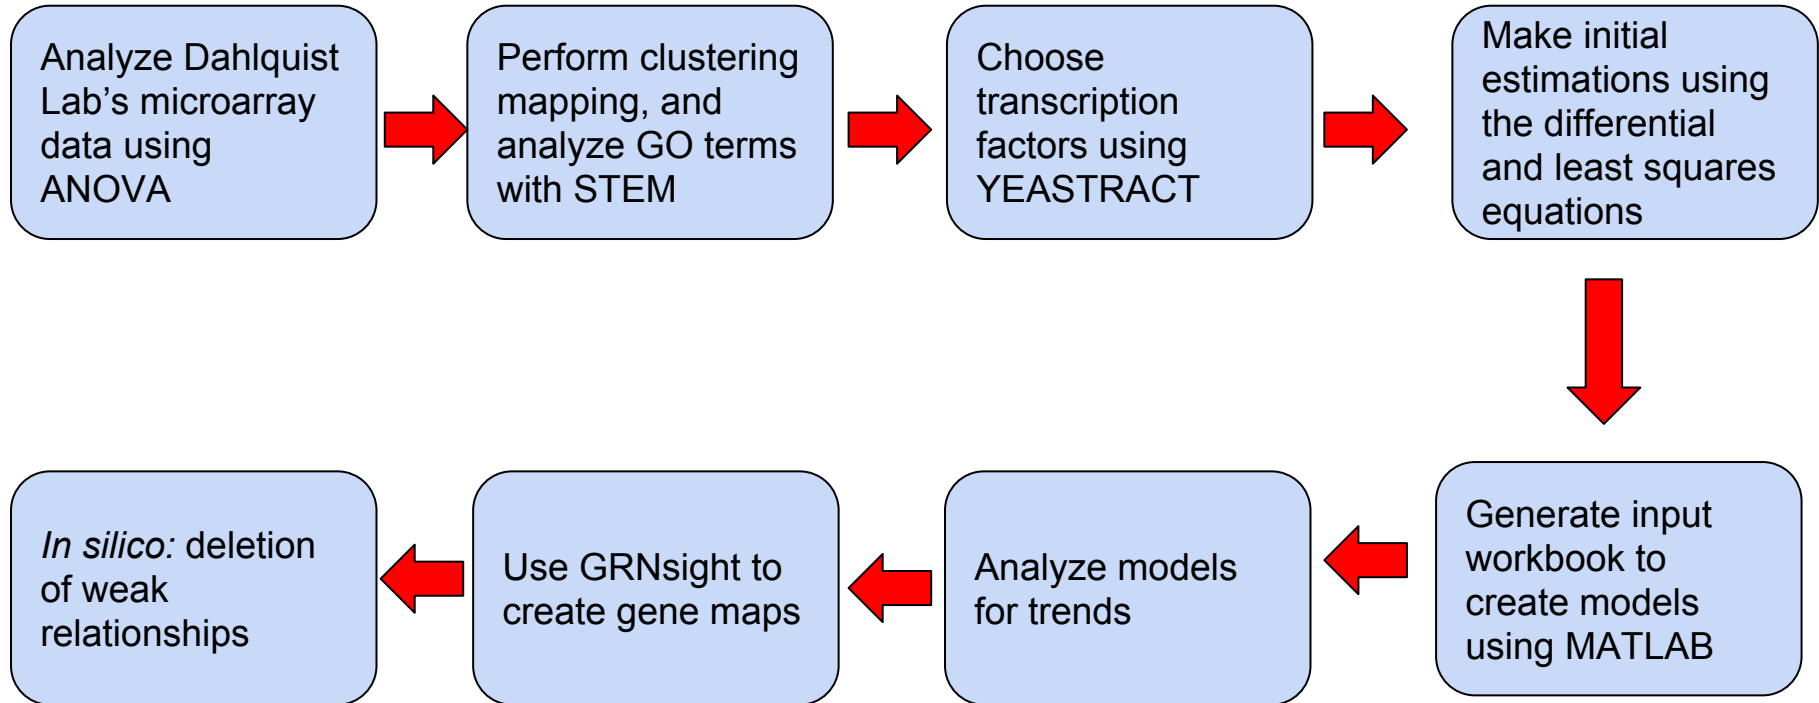 Analyze Dahlquist
Lab's microarray
data using
ANOVA
Perform clustering
mapping, and
analyze GO terms
with STEM
Choose
transcription
factors using
YEASTRACT
Make initial
estimations using
the differential
and least squares
equations
Generate input
workbook to
create models
using MATLAB
Analyze models
for trends
Use GRNsight to
create gene maps
In silico: deletion
of weak
relationships